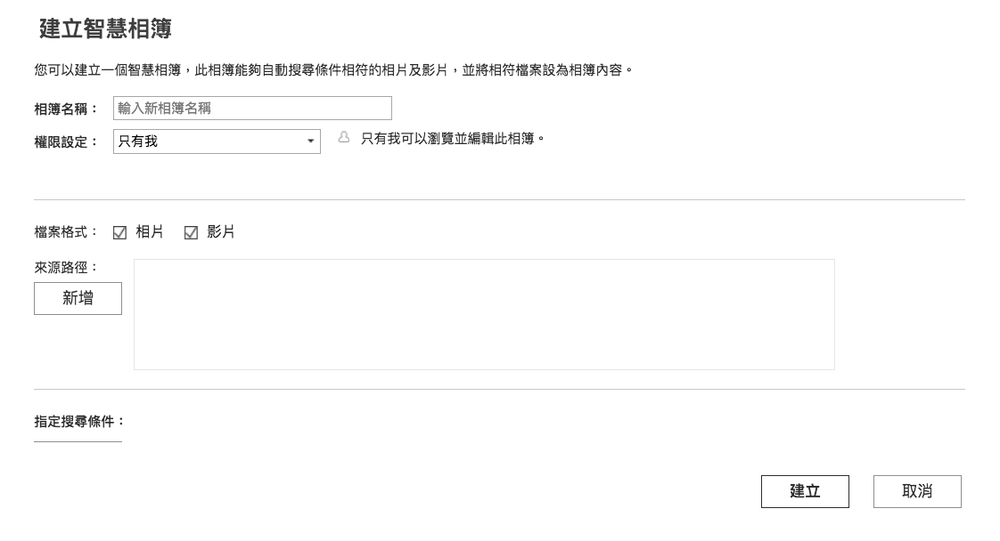 建立智慧相簿
您可以建立一個智慧相簿，此相簿能夠自動搜尋條件相符的相片及影片，並將相符檔案設為相簿內容。
相簿名稱： 輸入新相簿名稱
權限設定： 只有我 只有我可以瀏覽並編輯此相簿。
檔案格式： 相片 影片
來源路徑：
新增
指定搜尋條件：
建立 取消